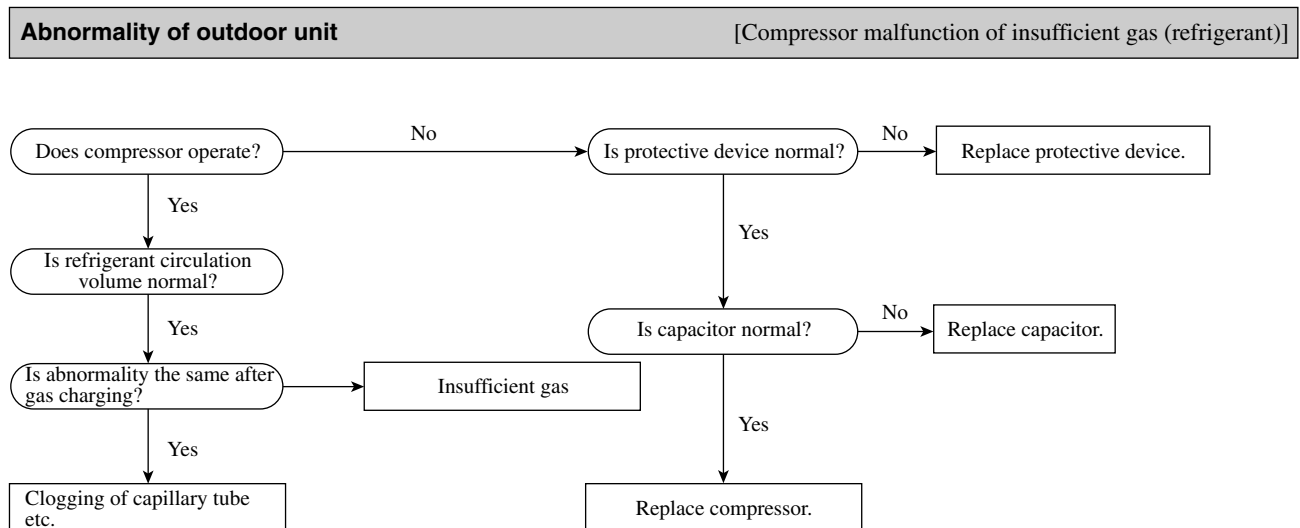 Abnormality of outdoor unit [Compressor malfunction of insufficient gas (refrigerant)]
Does compressor operate?
No
Is protective device normal?
No
Replace protective device.
Yes
Yes
Is refrigerant circulation
volume normal?
Yes
Is capacitor normal?
No
Replace capacitor.
Is abnormality the same after
gas charging?
Insufficient gas
Yes
Yes
Clogging of capillary tube
etc.
Replace compressor.